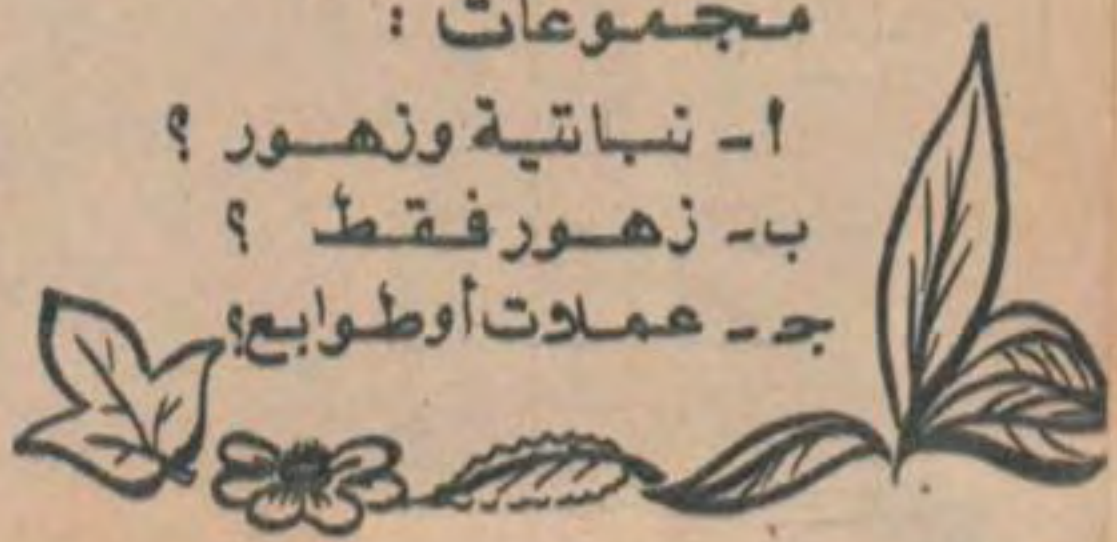 مجموعات :
أ - نباتية وزهور ؟
ب - زهور فقط ؟
جـ - عملات أو طوابع؟